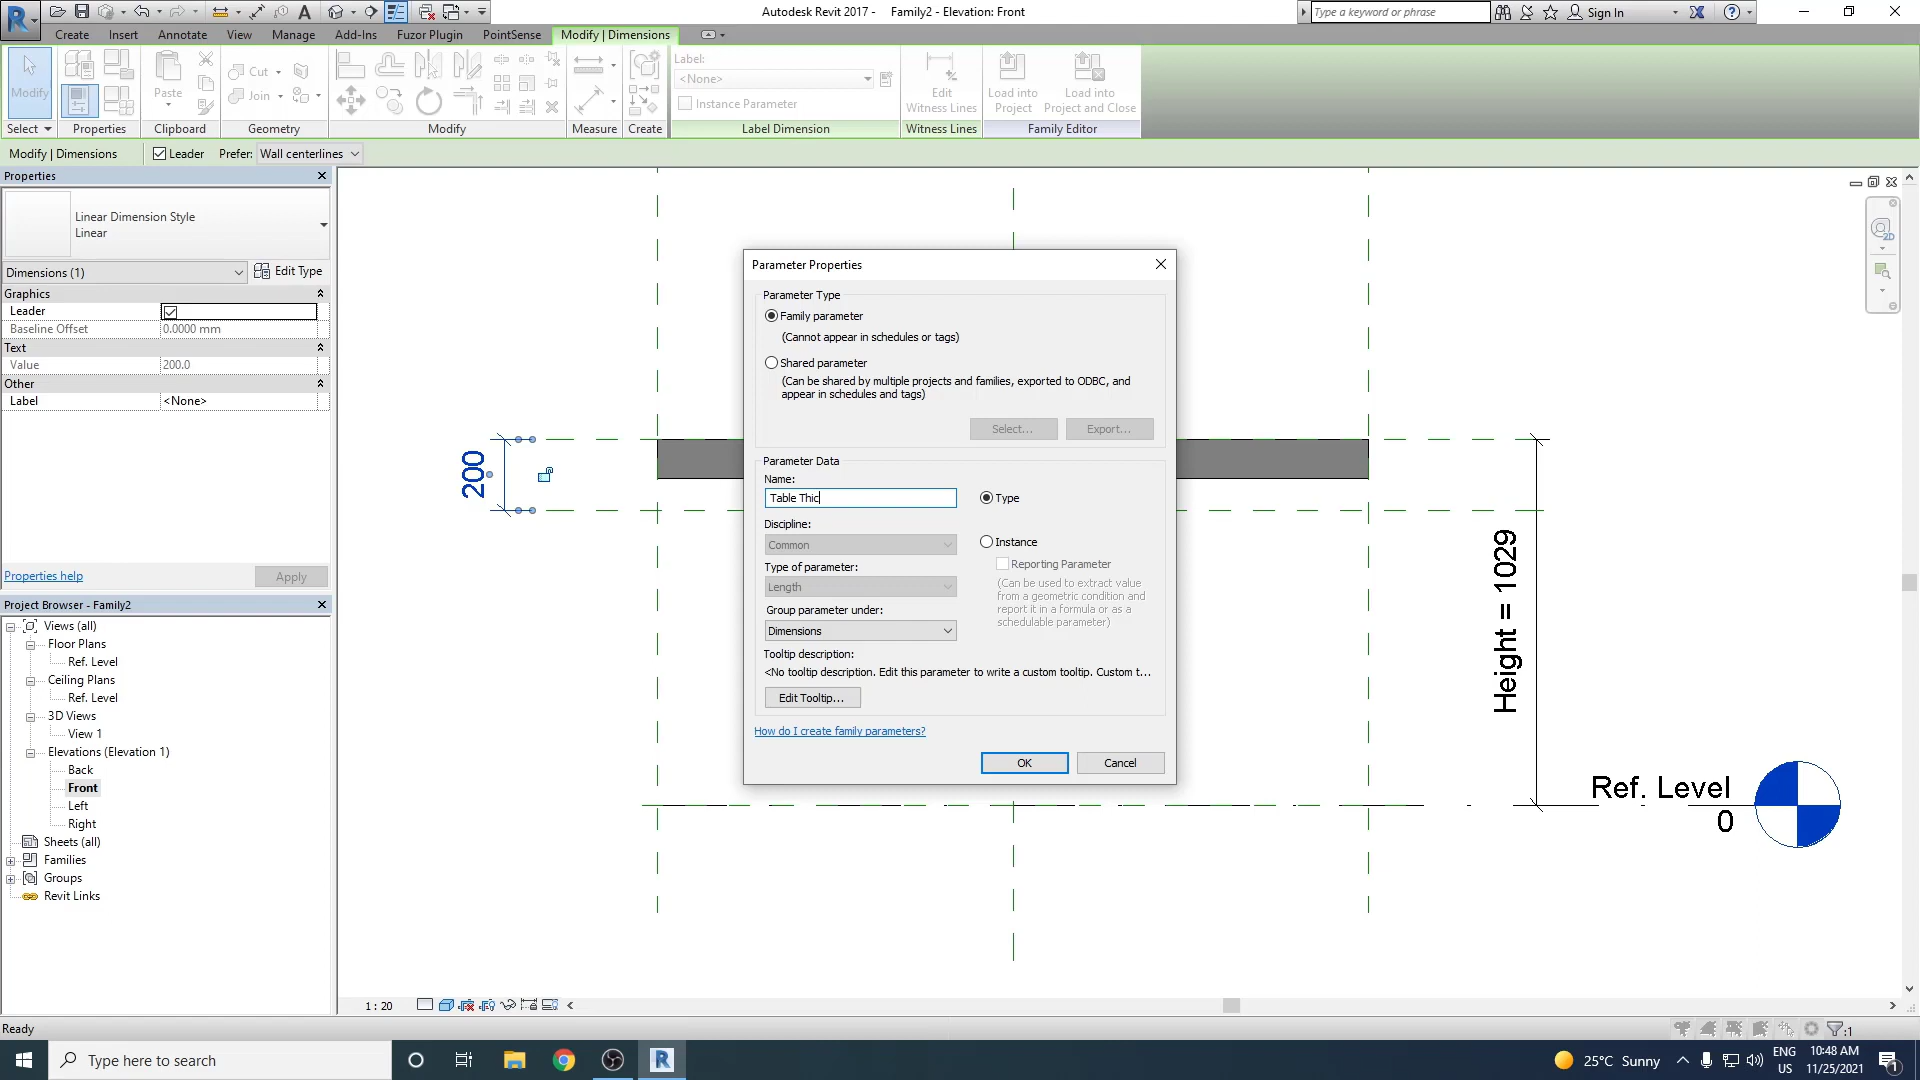 Autodesk Revit 2017 - Family2 - Elevation: Front
Type a keyword or phrase
Sign In
Create Insert Annotate View Manage Add-Ins Fuzor Plugin PointSense Modify | Dimensions
Modify
Paste
Cut
Join
Label:
<None>
Instance Parameter
Edit
Witness Lines
Load into
Project
Load into
Project and Close
Select Properties Clipboard Geometry Modify Measure Create Label Dimension Witness Lines Family Editor
Modify | Dimensions
Leader
Prefer: Wall centerlines
Properties
Linear Dimension Style
Linear
Dimensions (1)
Edit Type
Graphics
Leader
Baseline Offset 0.0000 mm
Text
Value 200.0
Other
Label <None>
Properties help
Apply
Project Browser - Family2
Views (all)
Floor Plans
Ref. Level
Ceiling Plans
Ref. Level
3D Views
View 1
Elevations (Elevation 1)
Back
Front
Left
Right
Sheets (all)
Families
Groups
Revit Links
2D
200
Parameter Properties
Parameter Type
Family parameter
(Cannot appear in schedules or tags)
Shared parameter
(Can be shared by multiple projects and families, exported to ODBC, and
appear in schedules and tags)
Select...
Export...
Parameter Data
Name:
Table Thic
Type
Discipline:
Common
Instance
Reporting Parameter
(Can be used to extract value
from a geometric condition and
report it in a formula or as a
schedulable parameter)
Type of parameter:
Length
Group parameter under:
Dimensions
Tooltip description:
<No tooltip description. Edit this parameter to write a custom tooltip. Custom t...
Edit Tooltip...
How do I create family parameters?
OK
Cancel
Height = 1029
Ref. Level
0
1 : 20
Ready
:1
Type here to search
R
25°C Sunny
ENG
US
10:48 AM
11/25/2021
1